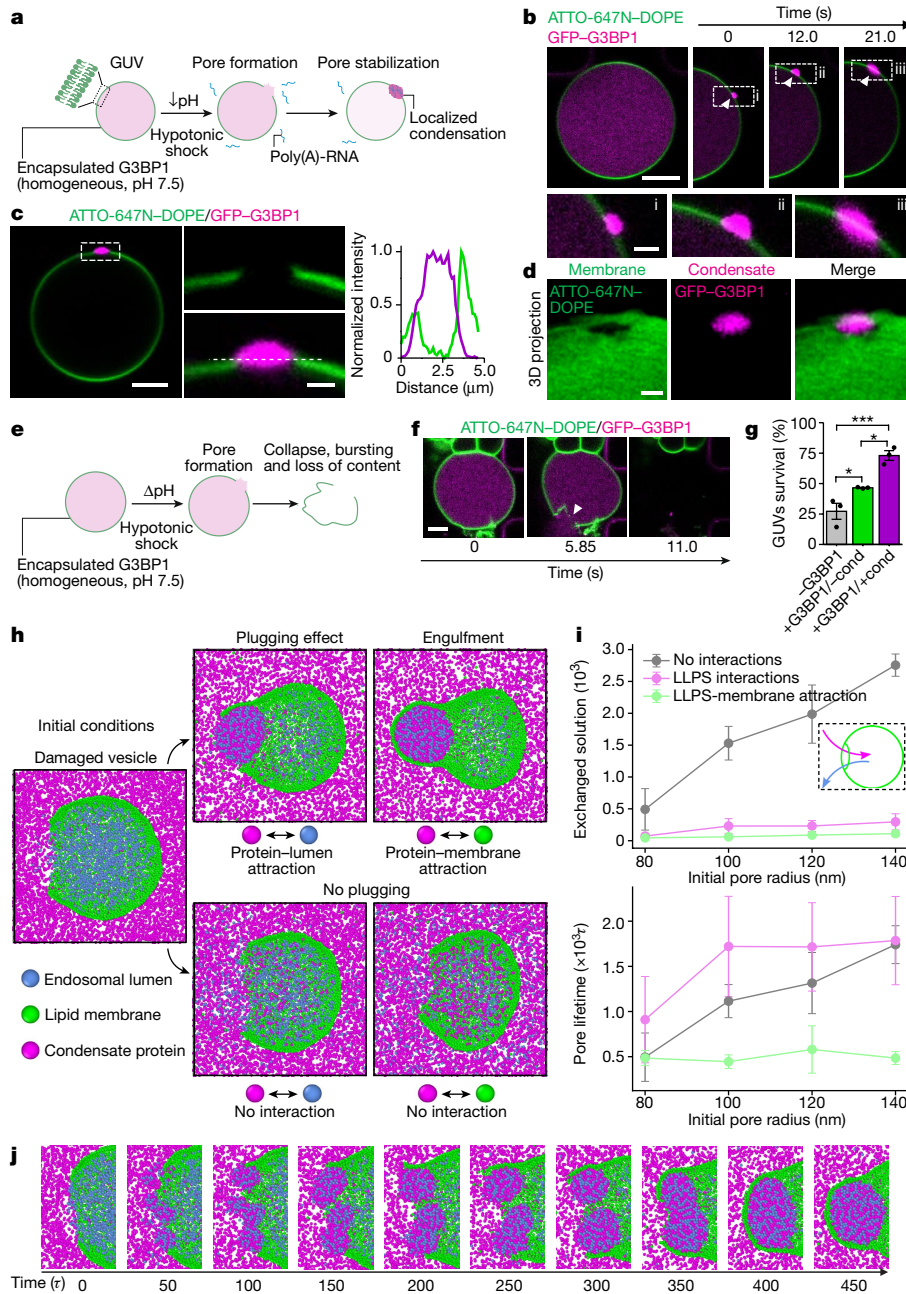 a
GUV
Pore formation
Pore stabilization
↓pH
Hypotonic
shock
Poly(A)-RNA
Localized
condensation
Encapsulated G3BP1
(homogeneous, pH 7.5)
b
ATTO-647N–DOPE
GFP–G3BP1
Time (s)
0
12.0
21.0
i
ii
iii
i
ii
iii
c
ATTO-647N–DOPE/GFP–G3BP1
Normalized intensity
1.0
0.5
0
0
2.5
5.0
Distance (μm)
d
Membrane
Condensate
Merge
ATTO-647N–
DOPE
GFP–G3BP1
3D projection
e
Pore
formation
Collapse, bursting
and loss of content
ΔpH
Hypotonic
shock
Encapsulated G3BP1
(homogeneous, pH 7.5)
f
ATTO-647N–DOPE/GFP–G3BP1
0
5.85
11.0
Time (s)
g
GUVs survival (%)
100
75
50
25
0
***
*
*
–G3BP1
+G3BP1/–cond
+G3BP1/+cond
h
Plugging effect
Engulfment
Initial conditions
Damaged vesicle
Protein–lumen
attraction
Protein–membrane
attraction
No plugging
Endosomal lumen
Lipid membrane
Condensate protein
No interaction
No interaction
i
Exchanged solution (10³)
3.0
2.5
2.0
1.5
1.0
0.5
0
No interactions
LLPS interactions
LLPS-membrane attraction
80
100
120
140
Initial pore radius (nm)
Pore lifetime (×10³τ)
2.0
1.5
1.0
0.5
80
100
120
140
Initial pore radius (nm)
j
Time (τ)
0
50
100
150
200
250
300
350
400
450